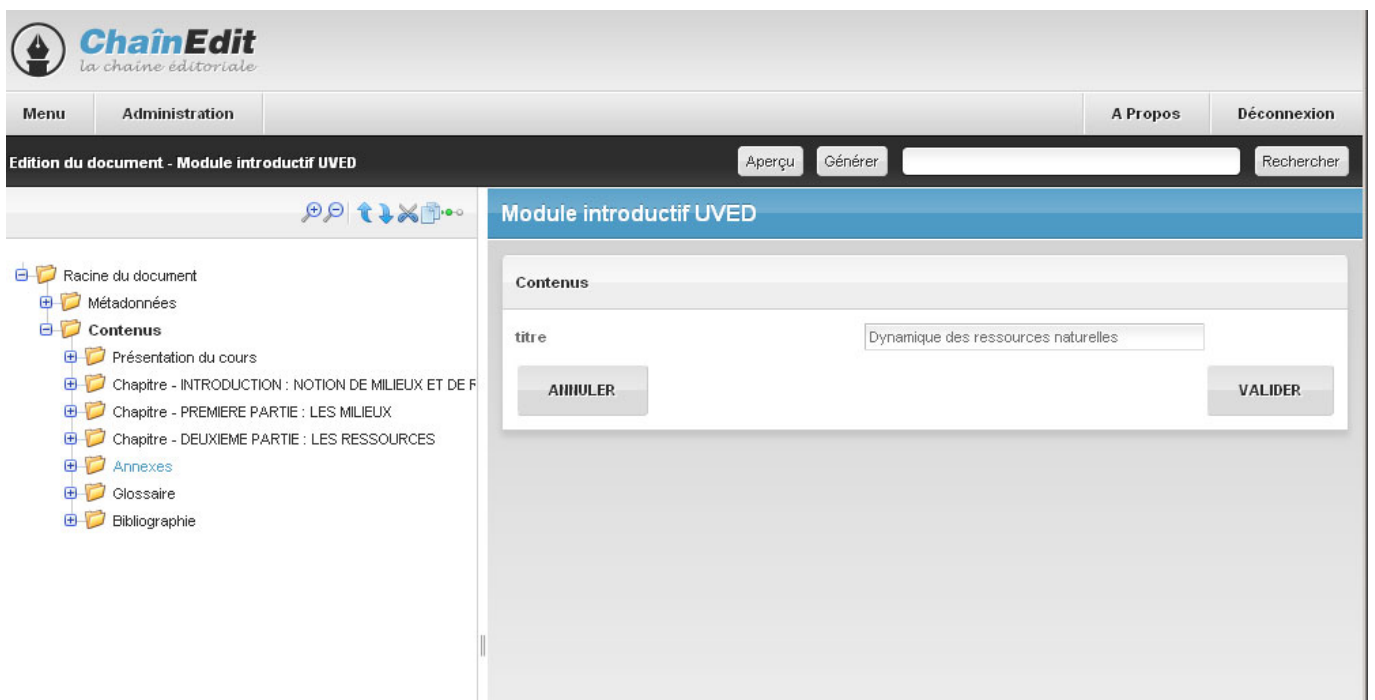 ChaînEdit
la chaîne éditoriale
Menu Administration A Propos Déconnexion
Edition du document - Module introductif UVED Aperçu Générer Rechercher
Module introductif UVED
Racine du document
Métadonnées
Contenus
Présentation du cours
Chapitre - INTRODUCTION : NOTION DE MILIEUX ET DE
Chapitre - PREMIERE PARTIE : LES MILIEUX
Chapitre - DEUXIEME PARTIE : LES RESSOURCES
Annexes
Glossaire
Bibliographie
Contenus
titre Dynamique des ressources naturelles
ANNULER VALIDER